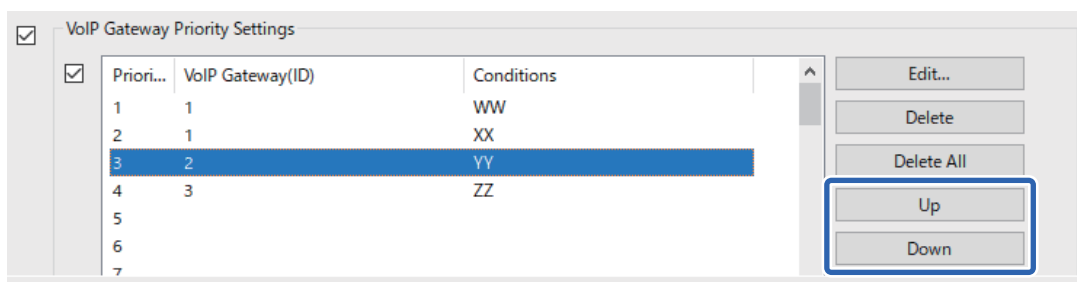 VoIP Gateway Priority Settings
Priori... VoIP Gateway(ID) Conditions
1 1 WW
2 1 XX
3 2 YY
4 3 ZZ
5
6
7
Edit...
Delete
Delete All
Up
Down